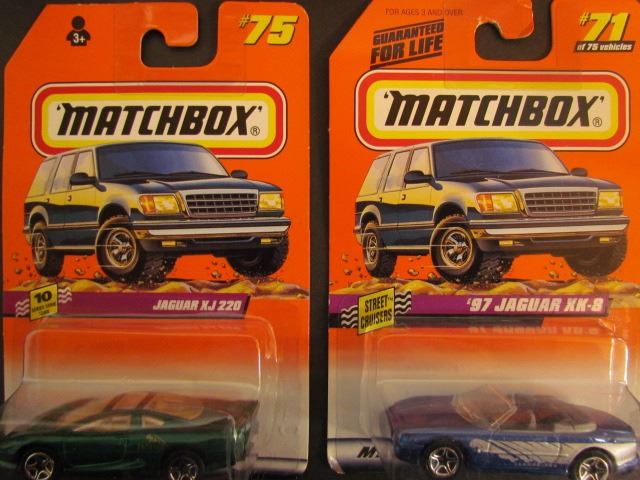 3+
#75
'MATCHBOX'®
10
JAGUAR XJ 220
FOR AGES 3 AND OVER
GUARANTEED
FOR LIFE
#71
of 75 vehicles
'MATCHBOX'®
STREET™
CRUISERS
'97 JAGUAR XK-8